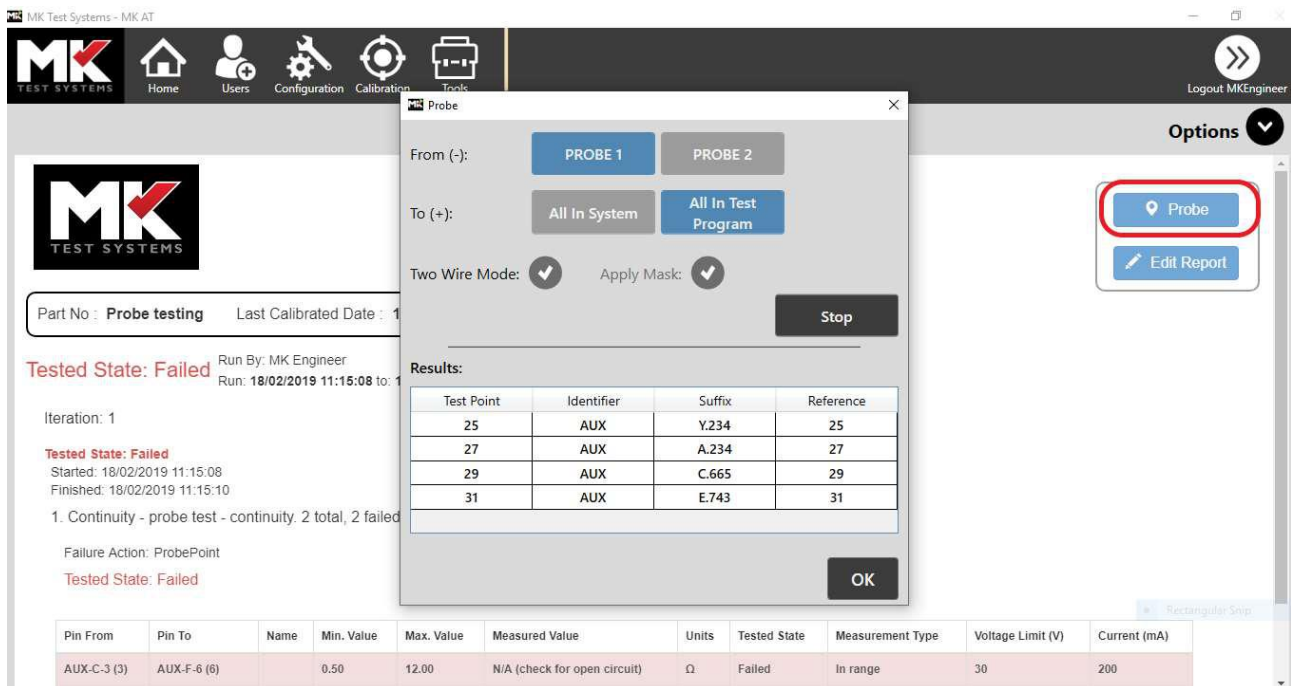 MK Test Systems - MK AT
MK
TEST SYSTEMS
Home
Users
Configuration
Calibration
Tools
Logout MKEngineer
Options
MK
TEST SYSTEMS
Probe
Edit Report
Part No : Probe testing Last Calibrated Date : 1
Tested State: Failed
Run By: MK Engineer
Run: 18/02/2019 11:15:08 to: 1
Iteration: 1
Tested State: Failed
Started: 18/02/2019 11:15:08
Finished: 18/02/2019 11:15:10
1. Continuity - probe test - continuity. 2 total, 2 failed
Failure Action: ProbePoint
Tested State: Failed
Probe
From (-): PROBE 1 PROBE 2
To (+): All In System All In Test
Program
Two Wire Mode: Apply Mask:
Stop
Results:
Test Point Identifier Suffix Reference
25 AUX Y.234 25
27 AUX A.234 27
29 AUX C.665 29
31 AUX E.743 31
OK
Rectangular Snip
Pin From Pin To Name Min. Value Max. Value Measured Value Units Tested State Measurement Type Voltage Limit (V) Current (mA)
AUX-C-3 (3) AUX-F-6 (6) 0.50 12.00 N/A (check for open circuit) Ω Failed In range 30 200